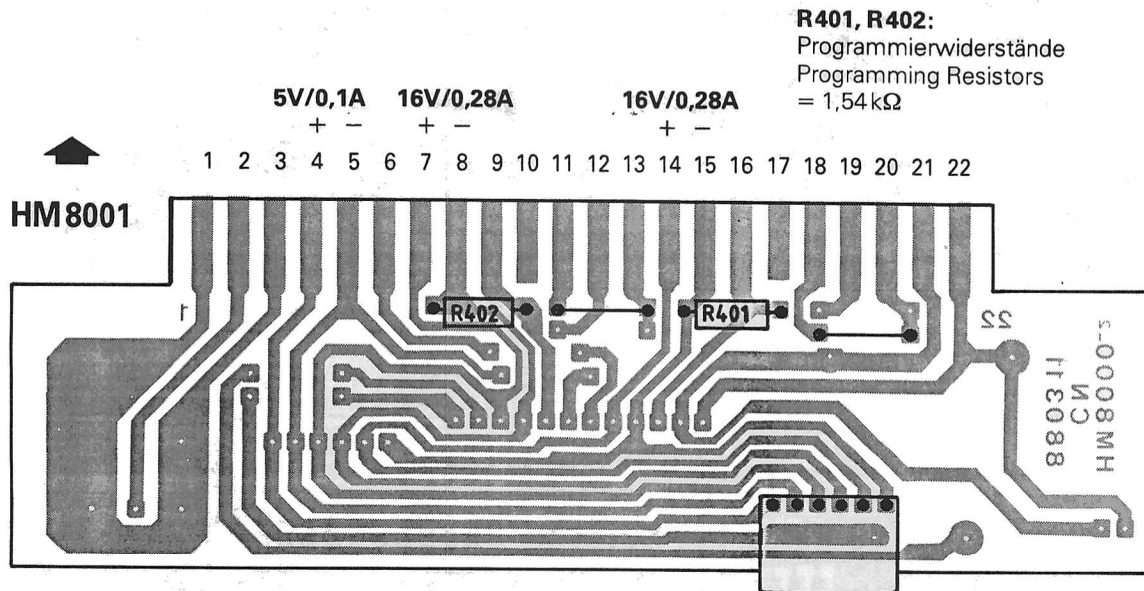 R401, R402:
Programmierwiderstände
Programming Resistors
= 1,54kΩ
5V/0,1A 16V/0,28A 16V/0,28A
+ − + − + −
1 2 3 4 5 6 7 8 9 10 11 12 13 14 15 16 17 18 19 20 21 22
HM8001
R402 R401
1 22
880311
CN
HM8000-2